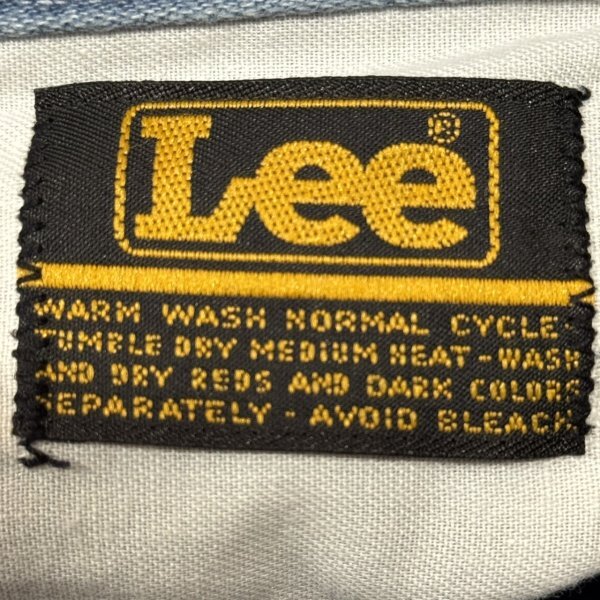 Lee®
WARM WASH NORMAL CYCLE-
TUMBLE DRY MEDIUM HEAT-WASH
AND DRY REDS AND DARK COLORS
SEPARATELY - AVOID BLEACH